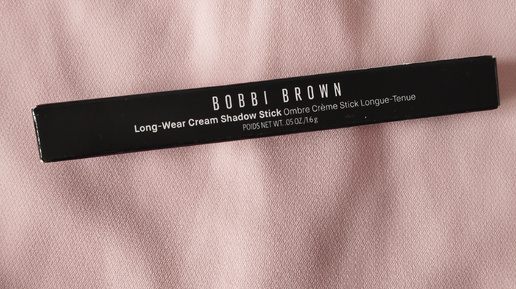 BOBBI BROWN
Long-Wear Cream Shadow Stick Ombre Crème Stick Longue-Tenue
POIDS NET WT. .05 OZ./1.6 g